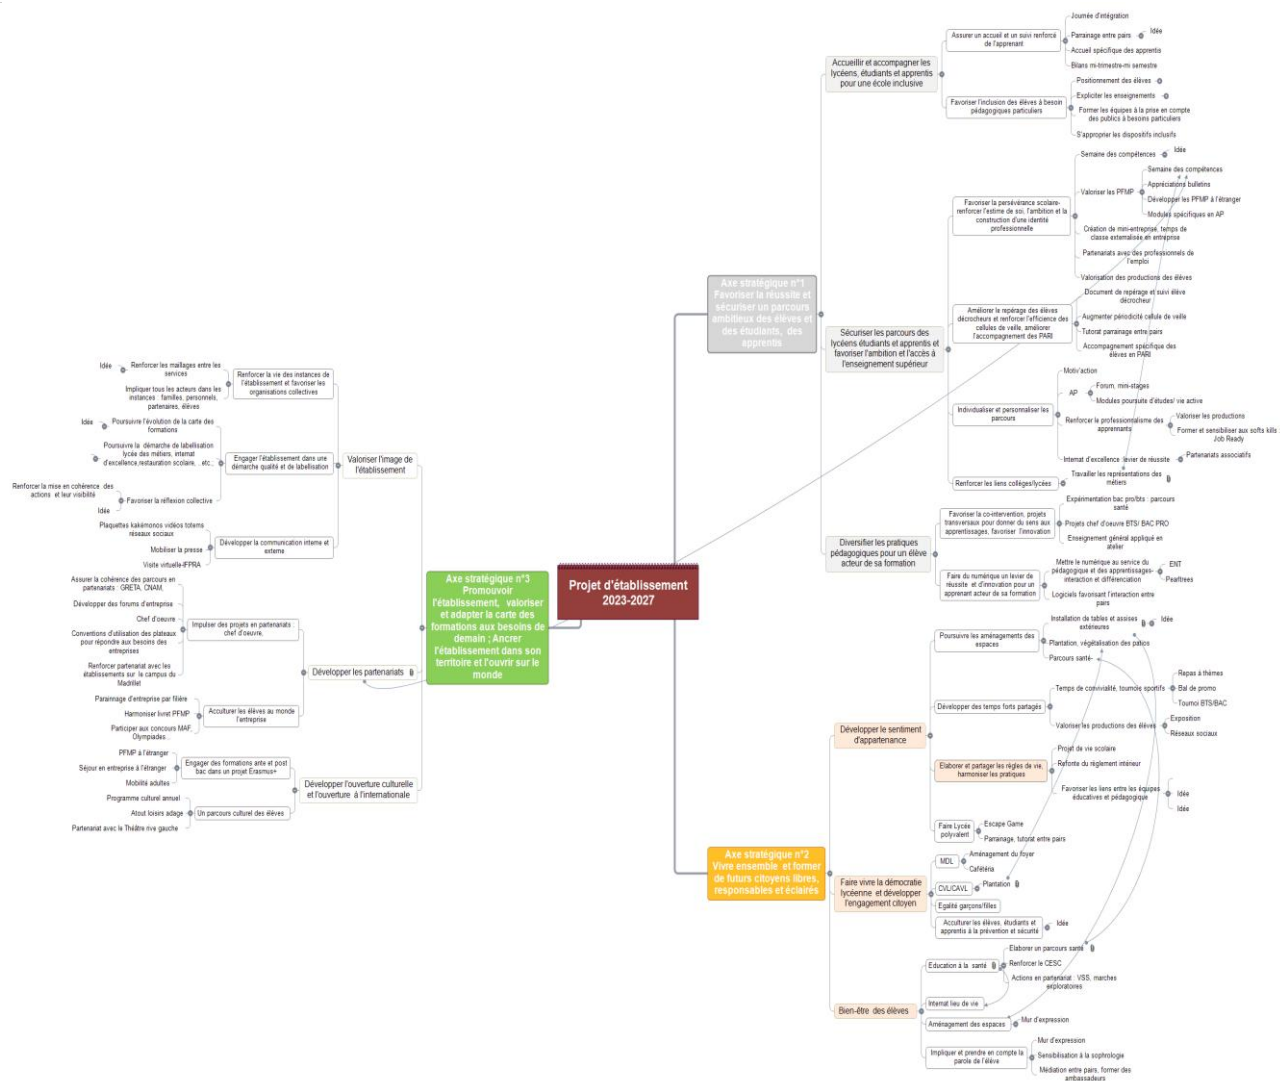 Projet d'établissement
2023-2027
Axe stratégique n°1
Favoriser la réussite et
sécuriser un parcours
ambitieux des élèves et
des étudiants, des
apprentis
Accueillir et accompagner les
lycéens, étudiants et apprentis
pour une école inclusive
Assurer un accueil et un suivi renforcé
de l'apprenant
Journée d'intégration
Parrainage entre pairs
Idée
Accueil spécifique des apprentis
Bilans mi-trimestre-mi semestre
Favoriser l'inclusion des élèves à besoin
pédagogiques particuliers
Positionnement des élèves
Expliciter les enseignements
Former les équipes à la prise en compte
des publics à besoins particuliers
S'approprier les dispositifs inclusifs
Sécuriser les parcours des
lycéens étudiants et apprentis et
favoriser l'ambition et l'accès à
l'enseignement supérieur
Favoriser la persévérance scolaire-
renforcer l'estime de soi, l'ambition et la
construction d'une identité
professionnelle
Semaine des compétences
Idée
Valoriser les PFMP
Semaine des compétences
Appréciations bulletins
Développer les PFMP à l'étranger
Modules spécifiques en AP
Création de mini-entreprise, temps de
classe externalisée en entreprise
Partenariats avec des professionnels de
l'emploi
Valorisation des productions des élèves
Améliorer le repérage des élèves
décrocheurs et renforcer l'efficience des
cellules de veille, améliorer
l'accompagnement des PARI
Document de repérage et suivi élève
décrocheur
Augmenter périodicité cellule de veille
Tutorat parrainage entre pairs
Accompagnement spécifique des
élèves en PARI
Individualiser et personnaliser les
parcours
Motiv'action
AP
Forum, mini-stages
Modules poursuite d'études/ vie active
Renforcer le professionnalisme des
apprennants
Valoriser les productions
Former et sensibiliser aux softs kills :
Job Ready
Internat d'excellence :levier de réussite
Partenariats associatifs
Renforcer les liens collèges/lycées
Travailler les représentations des
métiers
Diversifier les pratiques
pédagogiques pour un élève
acteur de sa formation
Favoriser la co-intervention, projets
transversaux pour donner du sens aux
apprentissages, favoriser l'innovation
Expérimentation bac pro/bts : parcours
santé
Projets chef d'oeuvre BTS/ BAC PRO
Enseignement général appliqué en
atelier
Faire du numérique un levier de
réussite et d'innovation pour un
apprenant acteur de sa formation
Mettre le numérique au service du
pédagogique et des apprentissages-
interaction et différenciation
ENT
Pearltrees
Logiciels favorisant l'interaction entre
pairs
Axe stratégique n°2
Vivre ensemble et former
de futurs citoyens libres,
responsables et éclairés
Développer le sentiment
d'appartenance
Poursuivre les aménagements des
espaces
Installation de tables et assises
extérieures
Idée
Plantation, végétalisation des patios
Parcours santé-
Développer des temps forts partagés
Temps de convivialité, tournois sportifs
Repas à thèmes
Bal de promo
Tournoi BTS/BAC
Valoriser les productions des élèves
Exposition
Réseaux sociaux
Elaborer et partager les règles de vie,
harmoniser les pratiques
Projet de vie scolaire
Refonte du règlement intérieur
Favoriser les liens entre les équipes
éducatives et pédagogique
Idée
Idée
Faire Lycée
polyvalent
Escape Game
Parrainage, tutorat entre pairs
Faire vivre la démocratie
lycéenne et développer
l'engagement citoyen
MDL
Aménagement du foyer
Cafétéria
CVL/CAVL
Plantation
Egalité garçons/filles
Acculturer les élèves, étudiants et
apprentis à la prévention et sécurité
Idée
Bien-être des élèves
Education à la santé
Elaborer un parcours santé
Renforcer le CESC
Actions en partenariat : VSS, marches
exploratoires
Internat lieu de vie
Aménagement des espaces
Mur d'expression
Impliquer et prendre en compte la
parole de l'élève
Mur d'expression
Sensibilisation à la sophrologie
Médiation entre pairs, former des
ambassadeurs
Axe stratégique n°3
Promouvoir
l'établissement, valoriser
et adapter la carte des
formations aux besoins de
demain ; Ancrer
l'établissement dans son
territoire et l'ouvrir sur le
monde
Valoriser l'image de
l'établissement
Renforcer la vie des instances de
l'établissement et favoriser les
organisations collectives
Renforcer les maillages entre les
services
Idée
Impliquer tous les acteurs dans les
instances : familles, personnels,
partenaires, élèves
Engager l'établissement dans une
démarche qualité et de labellisation
Poursuivre l'évolution de la carte des
formations
Idée
Poursuivre la démarche de labellisation
lycée des métiers, internat
d'excellence,restauration scolaire, ...etc..
Favoriser la réflexion collective
Renforcer la mise en cohérence des
actions et leur visibilité
Idée
Développer la communication interne et
externe
Plaquettes kakémonos vidéos totems
réseaux sociaux
Mobiliser la presse
Visite virtuelle-IFPRA
Développer les partenariats
Impulser des projets en partenariats :
chef d'oeuvre,
Assurer la cohérence des parcours en
partenariats : GRETA, CNAM,
Développer des forums d'entreprise
Chef d'oeuvre
Conventions d'utilisation des plateaux
pour répondre aux besoins des
entreprises
Renforcer partenariat avec les
établissements sur le campus du
Madrillet
Acculturer les élèves au monde
l'entreprise
Parainnage d'entreprise par filière
Harmoniser livret PFMP
Participer aux concours MAF,
Olympiades...
Développer l'ouverture culturelle
et l'ouverture à l'internationale
Engager des formations ante et post
bac dans un projet Erasmus+
PFMP à l'étranger
Séjour en entreprise à l'étranger
Mobilité adultes
Un parcours culturel des élèves
Programme culturel annuel
Atout loisirs adage
Partenariat avec le Théâtre rive gauche